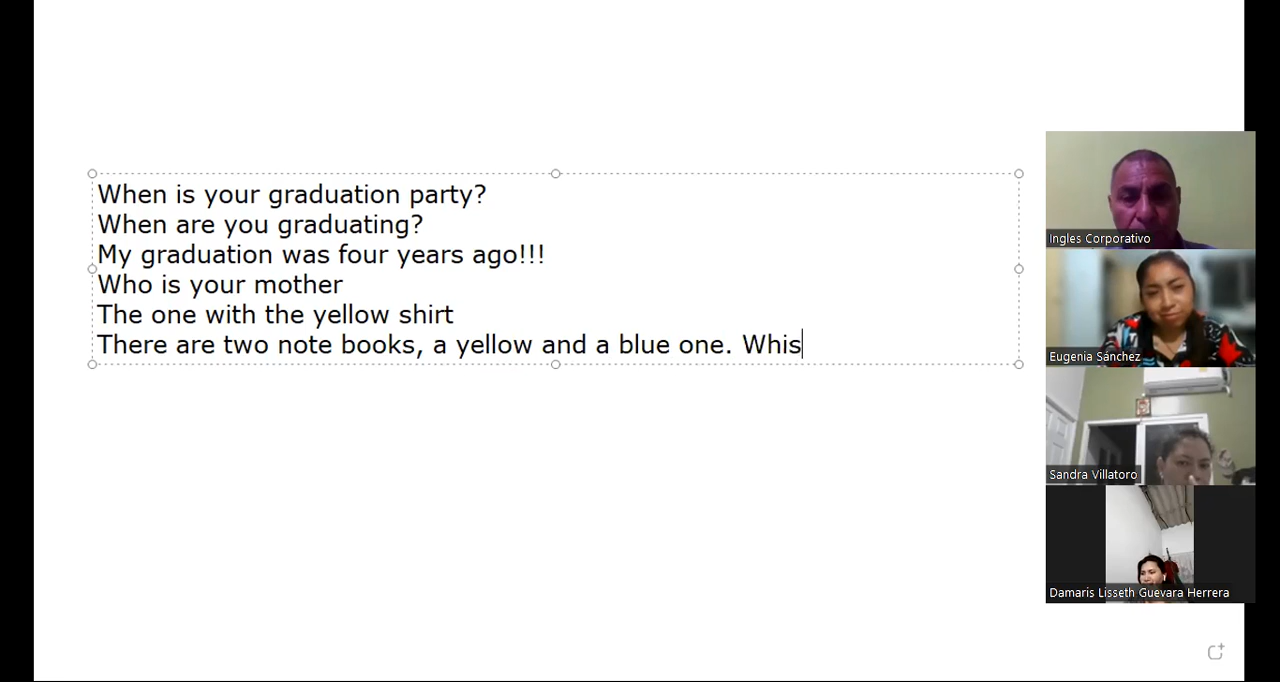 When is your graduation party?
When are you graduating?
My graduation was four years ago!!!
Who is your mother
The one with the yellow shirt
There are two note books, a yellow and a blue one. Whis
Ingles Corporativo
Eugenia Sánchez
Sandra Villatoro
Damaris Lisseth Guevara Herrera